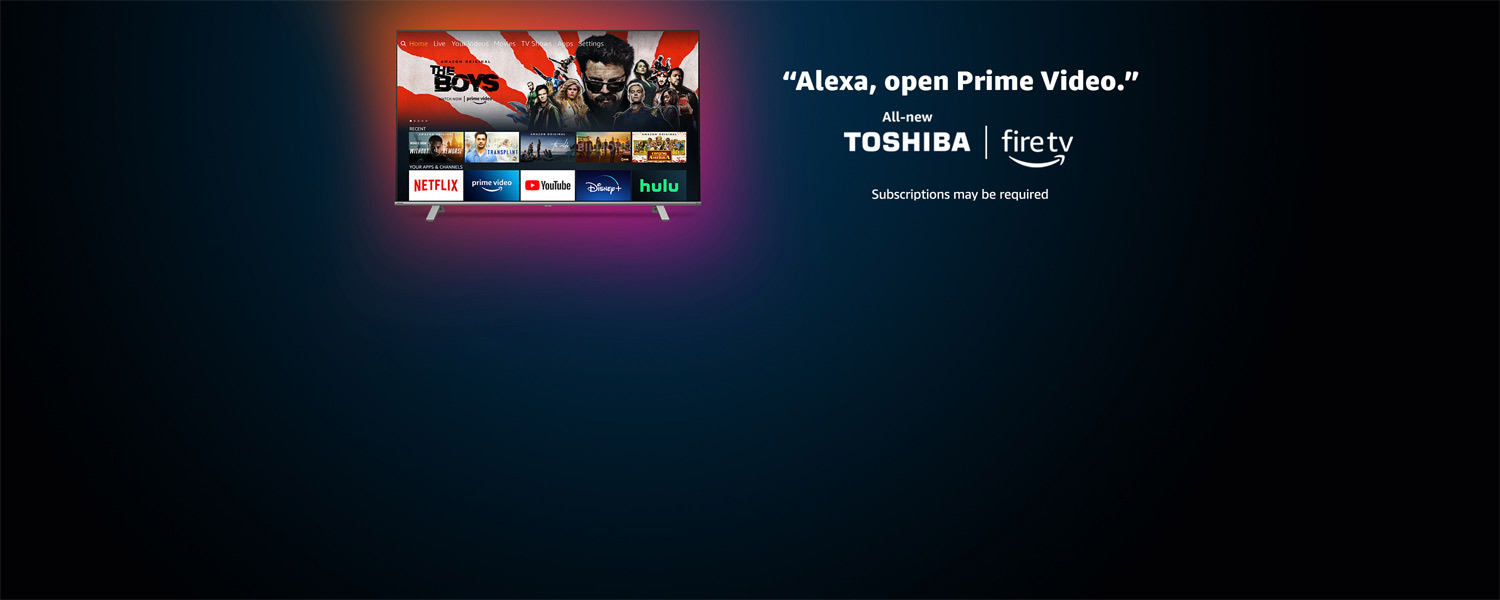 Home Live Your Videos Movies TV Shows Apps Settings
AMAZON ORIGINAL
THE
BOYS
WATCH NOW | prime video
RECENT
WITHOUT REMORSE
TRANSPLANT
AMAZON ORIGINAL
BILLIONS
AMAZON ORIGINAL
YOUR APPS & CHANNELS
NETFLIX
prime video
YouTube
Disney+
hulu
“Alexa, open Prime Video.”
All-new
TOSHIBA | fire tv
Subscriptions may be required